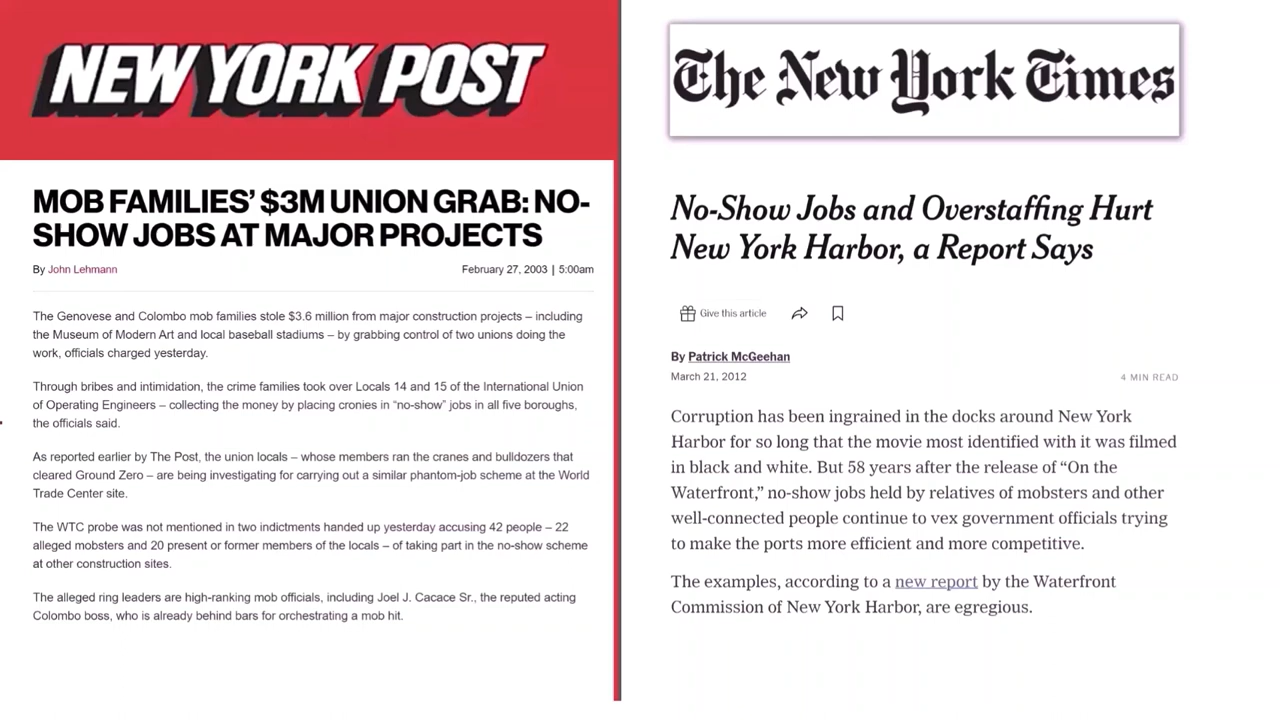 NEW YORK POST
MOB FAMILIES’ $3M UNION GRAB: NO-
SHOW JOBS AT MAJOR PROJECTS
By John Lehmann February 27, 2003 | 5:00am
The Genovese and Colombo mob families stole $3.6 million from major construction projects – including
the Museum of Modern Art and local baseball stadiums – by grabbing control of two unions doing the
work, officials charged yesterday.
Through bribes and intimidation, the crime families took over Locals 14 and 15 of the International Union
of Operating Engineers – collecting the money by placing cronies in “no-show” jobs in all five boroughs,
the officials said.
As reported earlier by The Post, the union locals – whose members ran the cranes and bulldozers that
cleared Ground Zero – are being investigating for carrying out a similar phantom-job scheme at the World
Trade Center site.
The WTC probe was not mentioned in two indictments handed up yesterday accusing 42 people – 22
alleged mobsters and 20 present or former members of the locals – of taking part in the no-show scheme
at other construction sites.
The alleged ring leaders are high-ranking mob officials, including Joel J. Cacace Sr., the reputed acting
Colombo boss, who is already behind bars for orchestrating a mob hit.
The New York Times
No-Show Jobs and Overstaffing Hurt
New York Harbor, a Report Says
Give this article
By Patrick McGeehan
March 21, 2012 4 MIN READ
Corruption has been ingrained in the docks around New York
Harbor for so long that the movie most identified with it was filmed
in black and white. But 58 years after the release of “On the
Waterfront,” no-show jobs held by relatives of mobsters and other
well-connected people continue to vex government officials trying
to make the ports more efficient and more competitive.
The examples, according to a new report by the Waterfront
Commission of New York Harbor, are egregious.